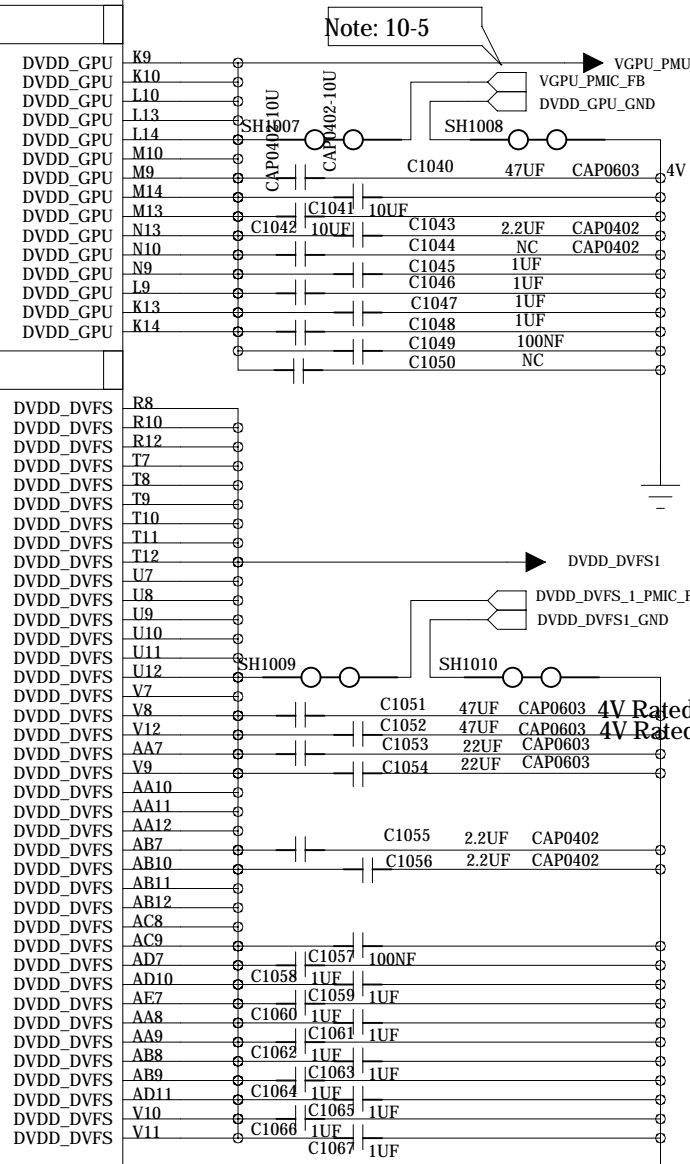 Note: 10-5
DVDD_GPU K9 VGPU_PMU
DVDD_GPU K10 VGPU_PMIC_FB
DVDD_GPU L10 DVDD_GPU_GND
DVDD_GPU L13
CAP0402-10U CAP0402-10U
DVDD_GPU L14 SH1007 SH1008
DVDD_GPU M10
DVDD_GPU M9 C1040 47UF CAP0603 4V
DVDD_GPU M14
DVDD_GPU M13 C1041 10UF
DVDD_GPU N13 C1042 10UF C1043 2.2UF CAP0402
DVDD_GPU N10 C1044 NC CAP0402
DVDD_GPU N9 C1045 1UF
DVDD_GPU L9 C1046 1UF
DVDD_GPU K13 C1047 1UF
DVDD_GPU K14 C1048 1UF
C1049 100NF
C1050 NC
DVDD_DVFS R8
DVDD_DVFS R10
DVDD_DVFS R12
DVDD_DVFS T7
DVDD_DVFS T8
DVDD_DVFS T9
DVDD_DVFS T10
DVDD_DVFS T11
DVDD_DVFS T12 DVDD_DVFS1
DVDD_DVFS U7
DVDD_DVFS U8 DVDD_DVFS_1_PMIC_F
DVDD_DVFS U9 DVDD_DVFS1_GND
DVDD_DVFS U10
DVDD_DVFS U11
DVDD_DVFS U12 SH1009 SH1010
DVDD_DVFS V7
DVDD_DVFS V8 C1051 47UF CAP0603 4V Rated
DVDD_DVFS V12 C1052 47UF CAP0603 4V Rated
DVDD_DVFS AA7 C1053 22UF CAP0603
DVDD_DVFS V9 C1054 22UF CAP0603
DVDD_DVFS AA10
DVDD_DVFS AA11
DVDD_DVFS AA12
DVDD_DVFS AB7 C1055 2.2UF CAP0402
DVDD_DVFS AB10 C1056 2.2UF CAP0402
DVDD_DVFS AB11
DVDD_DVFS AB12
DVDD_DVFS AC8
DVDD_DVFS AC9
DVDD_DVFS AD7 C1057 100NF
DVDD_DVFS AD10 C1058 1UF
DVDD_DVFS AE7 C1059 1UF
DVDD_DVFS AA8 C1060 1UF
DVDD_DVFS AA9 C1061 1UF
DVDD_DVFS AB8 C1062 1UF
DVDD_DVFS AB9 C1063 1UF
DVDD_DVFS AD11 C1064 1UF
DVDD_DVFS V10 C1065 1UF
DVDD_DVFS V11 C1066 1UF
C1067 1UF